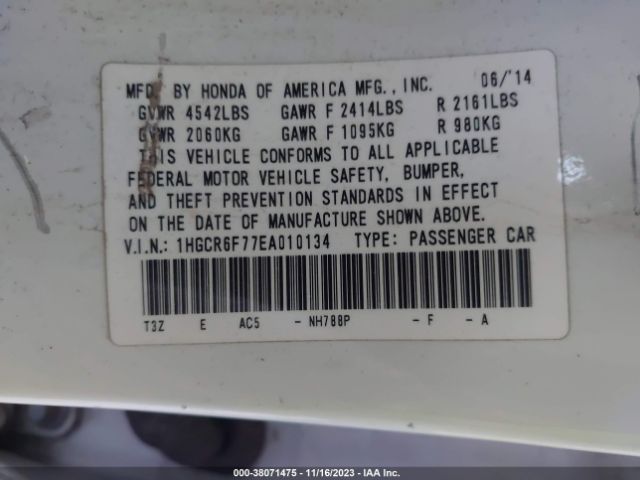 MFD. BY HONDA OF AMERICA MFG., INC. 06/'14
GVWR 4542LBS GAWR F 2414LBS R 2161LBS
GVWR 2060KG GAWR F 1095KG R 980KG
THIS VEHICLE CONFORMS TO ALL APPLICABLE
FEDERAL MOTOR VEHICLE SAFETY, BUMPER,
AND THEFT PREVENTION STANDARDS IN EFFECT
ON THE DATE OF MANUFACTURE SHOWN ABOVE.
V.I.N.: 1HGCR6F77EA010134 TYPE: PASSENGER CAR
T3Z E AC5 - NH788P - F - A
000-38071475 - 11/16/2023 - IAA Inc.